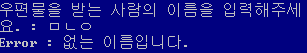 우편물을 받는 사람의 이름을 입력해주세
요. : ㅁㄴㅇ
Error : 없는 이름입니다.